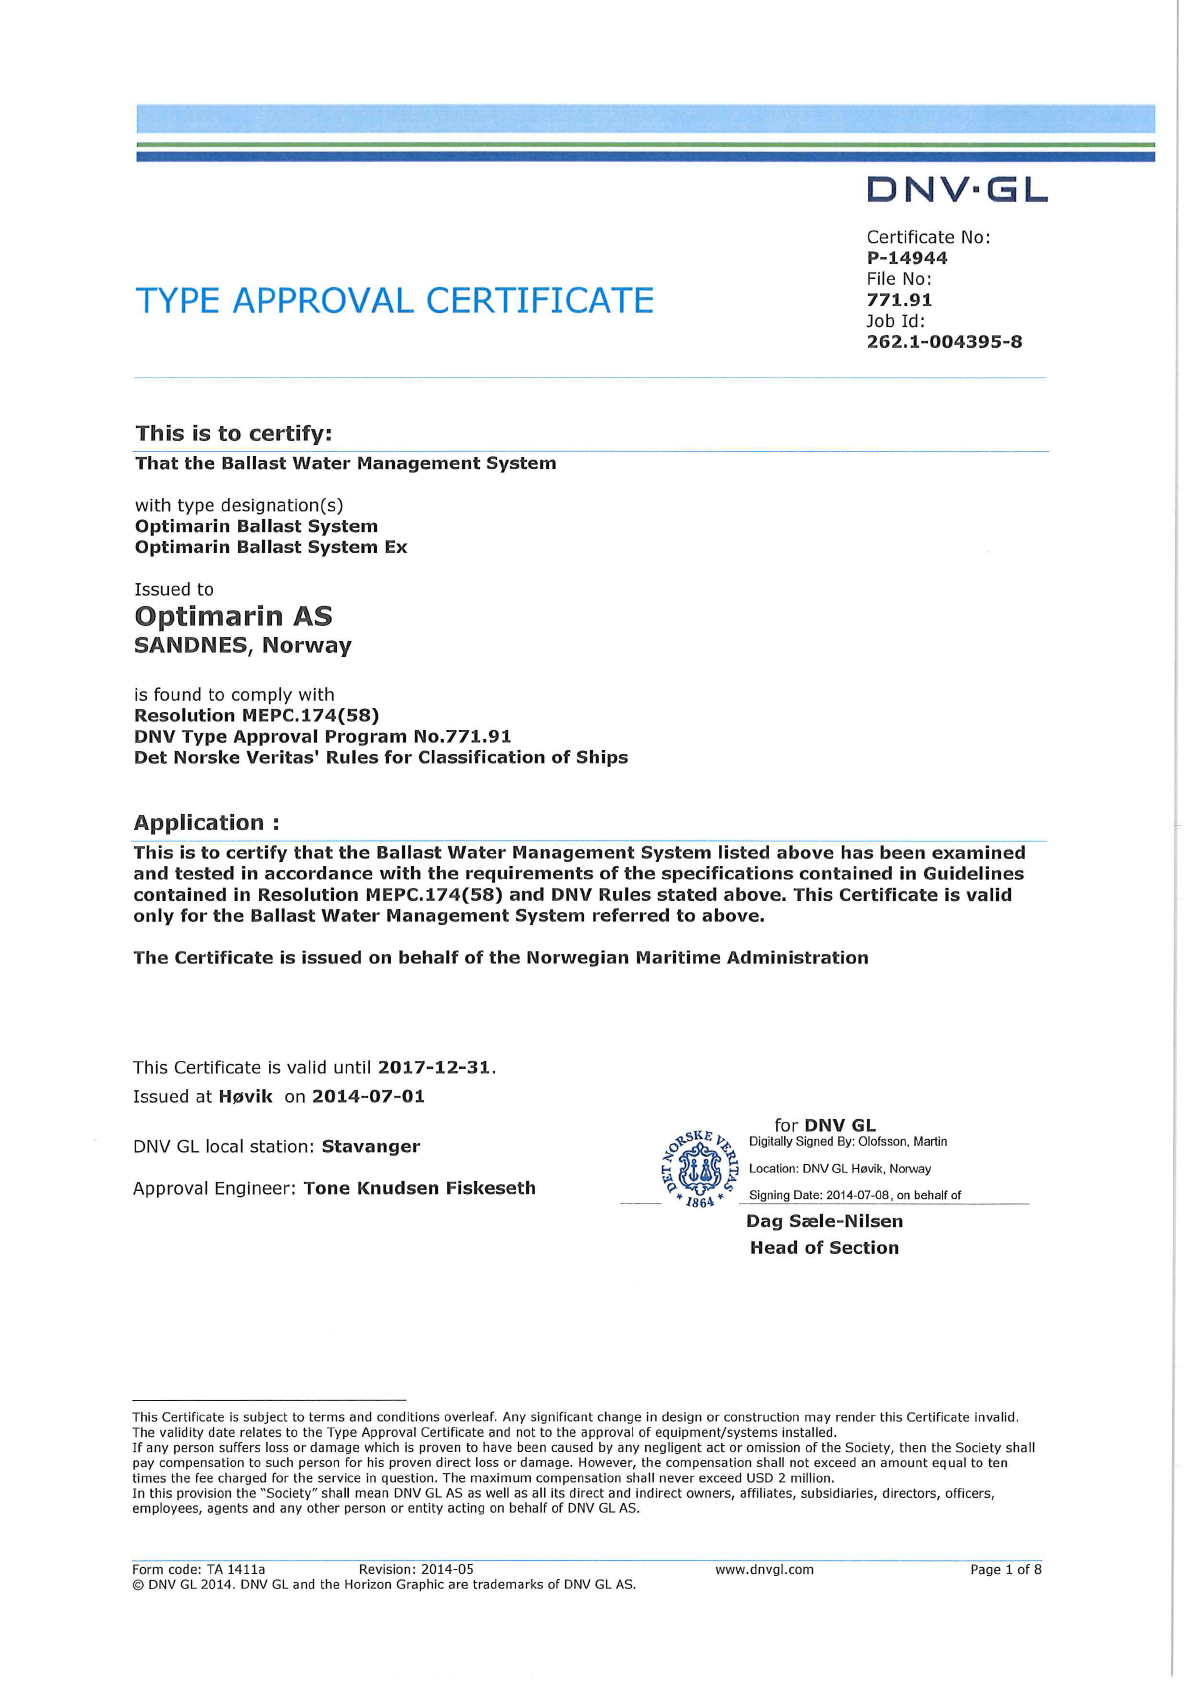 DNV·GL
Certificate No:
P-14944
File No:
771.91
Job Id:
262.1-004395-8
TYPE APPROVAL CERTIFICATE
This is to certify:
That the Ballast Water Management System
with type designation(s)
Optimarin Ballast System
Optimarin Ballast System Ex
Issued to
Optimarin AS
SANDNES, Norway
is found to comply with
Resolution MEPC.174(58)
DNV Type Approval Program No.771.91
Det Norske Veritas' Rules for Classification of Ships
Application :
This is to certify that the Ballast Water Management System listed above has been examined
and tested in accordance with the requirements of the specifications contained in Guidelines
contained in Resolution MEPC.174(58) and DNV Rules stated above. This Certificate is valid
only for the Ballast Water Management System referred to above.
The Certificate is issued on behalf of the Norwegian Maritime Administration
This Certificate is valid until 2017-12-31.
Issued at Høvik on 2014-07-01
DNV GL local station: Stavanger
Approval Engineer: Tone Knudsen Fiskeseth
DET NORSKE VERITAS
* 1864 *
for DNV GL
Digitally Signed By: Olofsson, Martin
Location: DNV GL Høvik, Norway
Signing Date: 2014-07-08, on behalf of
Dag Sæle-Nilsen
Head of Section
This Certificate is subject to terms and conditions overleaf. Any significant change in design or construction may render this Certificate invalid.
The validity date relates to the Type Approval Certificate and not to the approval of equipment/systems installed.
If any person suffers loss or damage which is proven to have been caused by any negligent act or omission of the Society, then the Society shall
pay compensation to such person for his proven direct loss or damage. However, the compensation shall not exceed an amount equal to ten
times the fee charged for the service in question. The maximum compensation shall never exceed USD 2 million.
In this provision the "Society" shall mean DNV GL AS as well as all its direct and indirect owners, affiliates, subsidiaries, directors, officers,
employees, agents and any other person or entity acting on behalf of DNV GL AS.
Form code: TA 1411a Revision: 2014-05 www.dnvgl.com Page 1 of 8
© DNV GL 2014. DNV GL and the Horizon Graphic are trademarks of DNV GL AS.